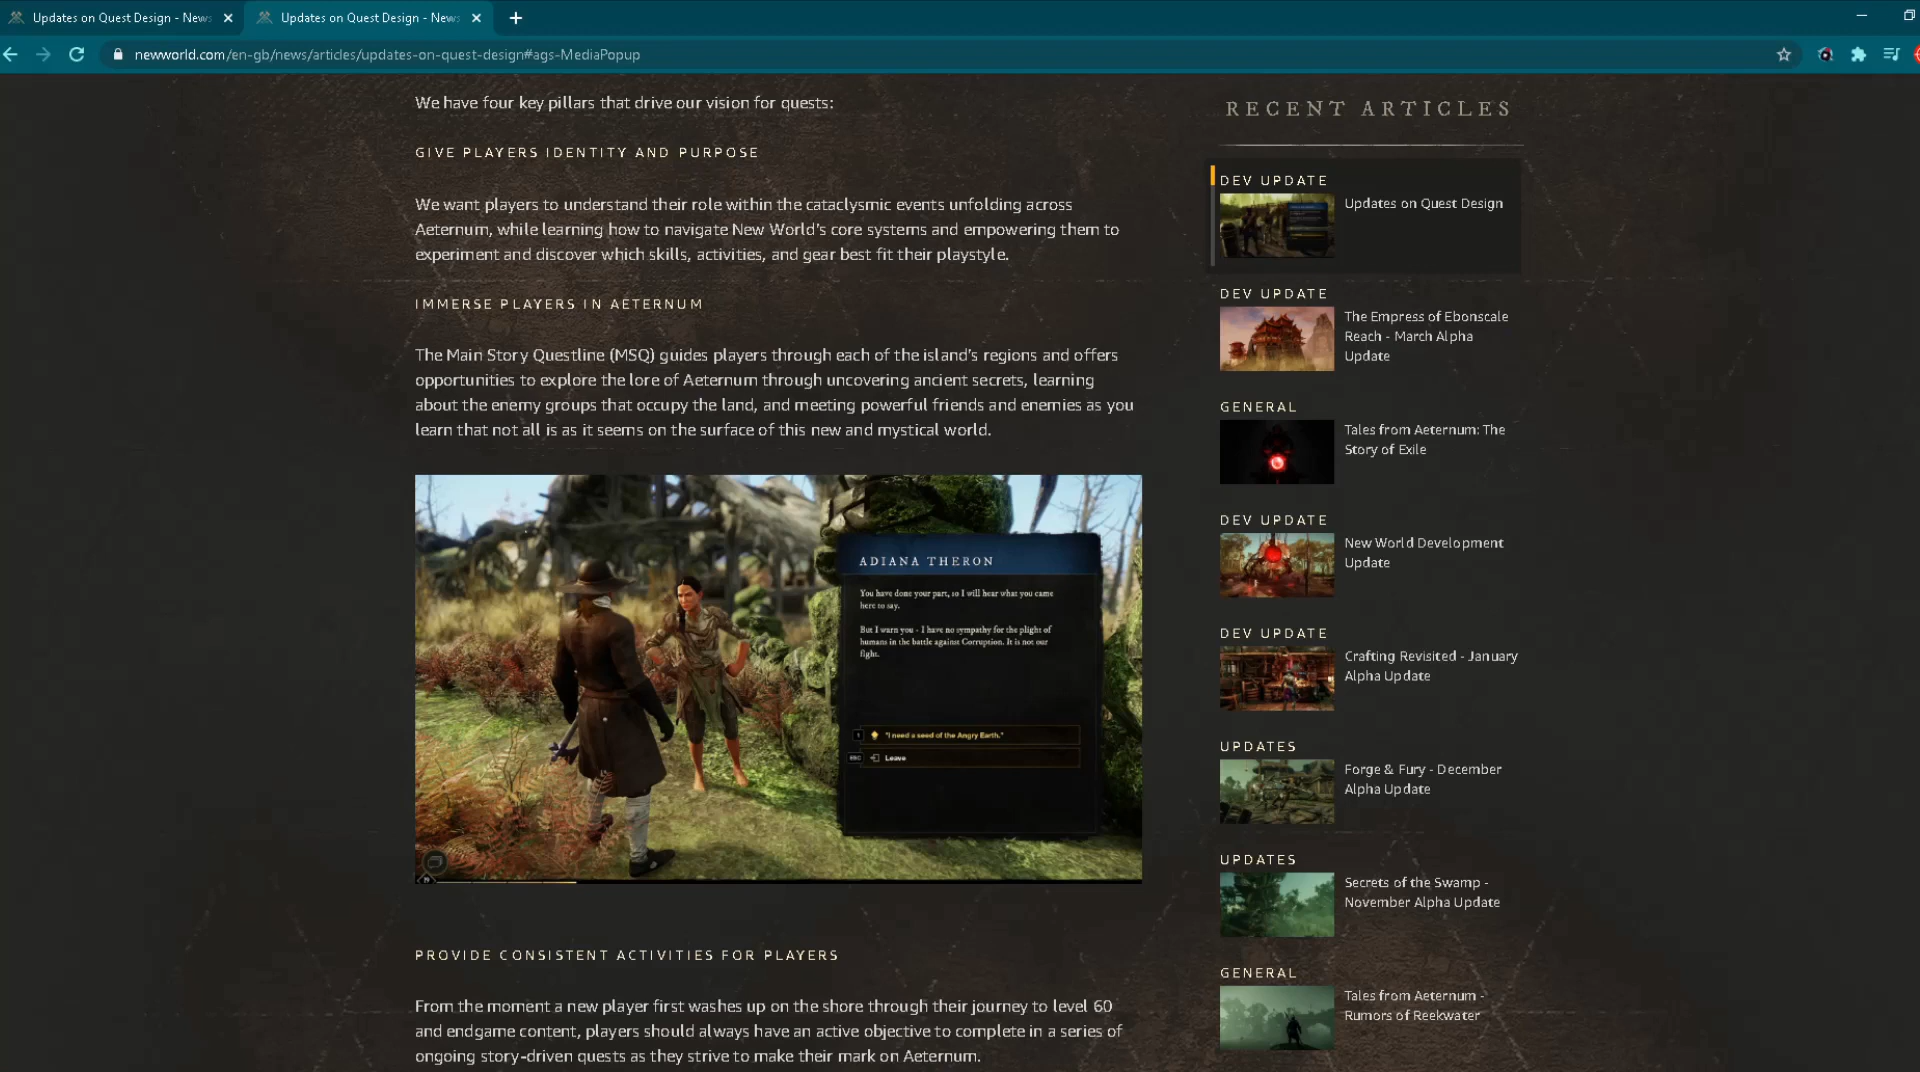 Updates on Quest Design - News
Updates on Quest Design - News
newworld.com/en-gb/news/articles/updates-on-quest-design#ags-MediaPopup
We have four key pillars that drive our vision for quests:
GIVE PLAYERS IDENTITY AND PURPOSE
We want players to understand their role within the cataclysmic events unfolding across
Aeternum, while learning how to navigate New World's core systems and empowering them to
experiment and discover which skills, activities, and gear best fit their playstyle.
IMMERSE PLAYERS IN AETERNUM
The Main Story Questline (MSQ) guides players through each of the island's regions and offers
opportunities to explore the lore of Aeternum through uncovering ancient secrets, learning
about the enemy groups that occupy the land, and meeting powerful friends and enemies as you
learn that not all is as it seems on the surface of this new and mystical world.
ADIANA THERON
You have done your part, so I will hear what you came
here to say.
But I warn you - I have no sympathy for the plight of
humans in the battle against Corruption. It is not our
fight.
1 "I need a seed of the Angry Earth."
ESC Leave
PROVIDE CONSISTENT ACTIVITIES FOR PLAYERS
From the moment a new player first washes up on the shore through their journey to level 60
and endgame content, players should always have an active objective to complete in a series of
ongoing story-driven quests as they strive to make their mark on Aeternum.
RECENT ARTICLES
DEV UPDATE
Updates on Quest Design
DEV UPDATE
The Empress of Ebonscale
Reach - March Alpha
Update
GENERAL
Tales from Aeternum: The
Story of Exile
DEV UPDATE
New World Development
Update
DEV UPDATE
Crafting Revisited - January
Alpha Update
UPDATES
Forge & Fury - December
Alpha Update
UPDATES
Secrets of the Swamp -
November Alpha Update
GENERAL
Tales from Aeternum -
Rumors of Reekwater